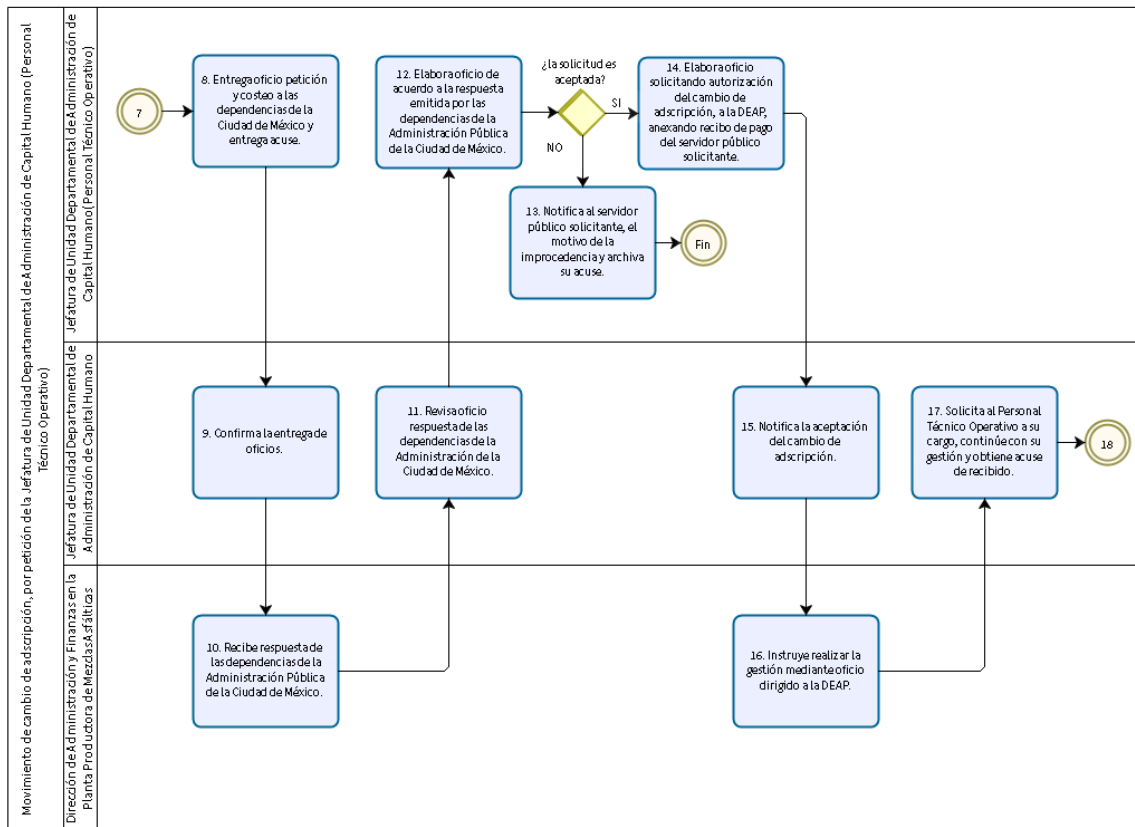 Movimiento de cambio de adscripción, por petición de la Jefatura de Unidad Departamental de Administración de Capital Humano (Personal
Técnico Operativo)
Jefatura de Unidad Departamental de Administración de
Capital Humano( Personal Técnico Operativo)
7
8. Entrega oficio petición
y costeo a las
dependencias de la
Ciudad de México y
entrega acuse.
12. Elabora oficio de
acuerdo a la respuesta
emitida por las
dependencias de la
Administración Pública
de la Ciudad de México.
¿la solicitud es
aceptada?
SI
NO
14. Elabora oficio
solicitando autorización
del cambio de
adscripción, a la DEAP,
anexando recibo de pago
del servidor público
solicitante.
13. Notifica al servidor
público solicitante, el
motivo de la
improcedencia y archiva
su acuse.
Fin
Jefatura de Unidad Departamental de
Administración de Capital Humano
9. Confirma la entrega de
oficios.
11. Revisa oficio
respuesta de las
dependencias de la
Administración de la
Ciudad de México.
15. Notifica la aceptación
del cambio de
adscripción.
17. Solicita al Personal
Técnico Operativo a su
cargo, continúe con su
gestión y obtiene acuse
de recibido.
18
Dirección de Administración y Finanzas en la
Planta Productora de Mezclas Asfálticas
10. Recibe respuesta de
las dependencias de la
Administración Pública
de la Ciudad de México.
16. Instruye realizar la
gestión mediante oficio
dirigido a la DEAP.